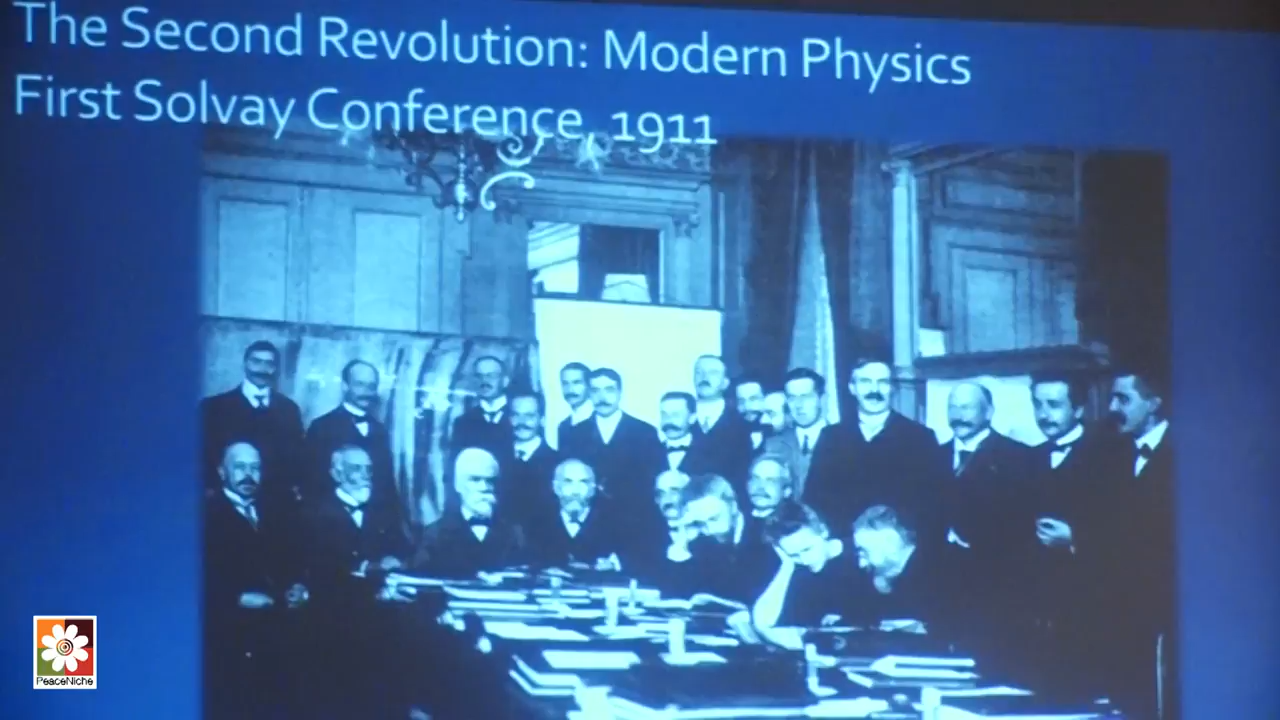 The Second Revolution: Modern Physics
First Solvay Conference, 1911
PeaceNiche